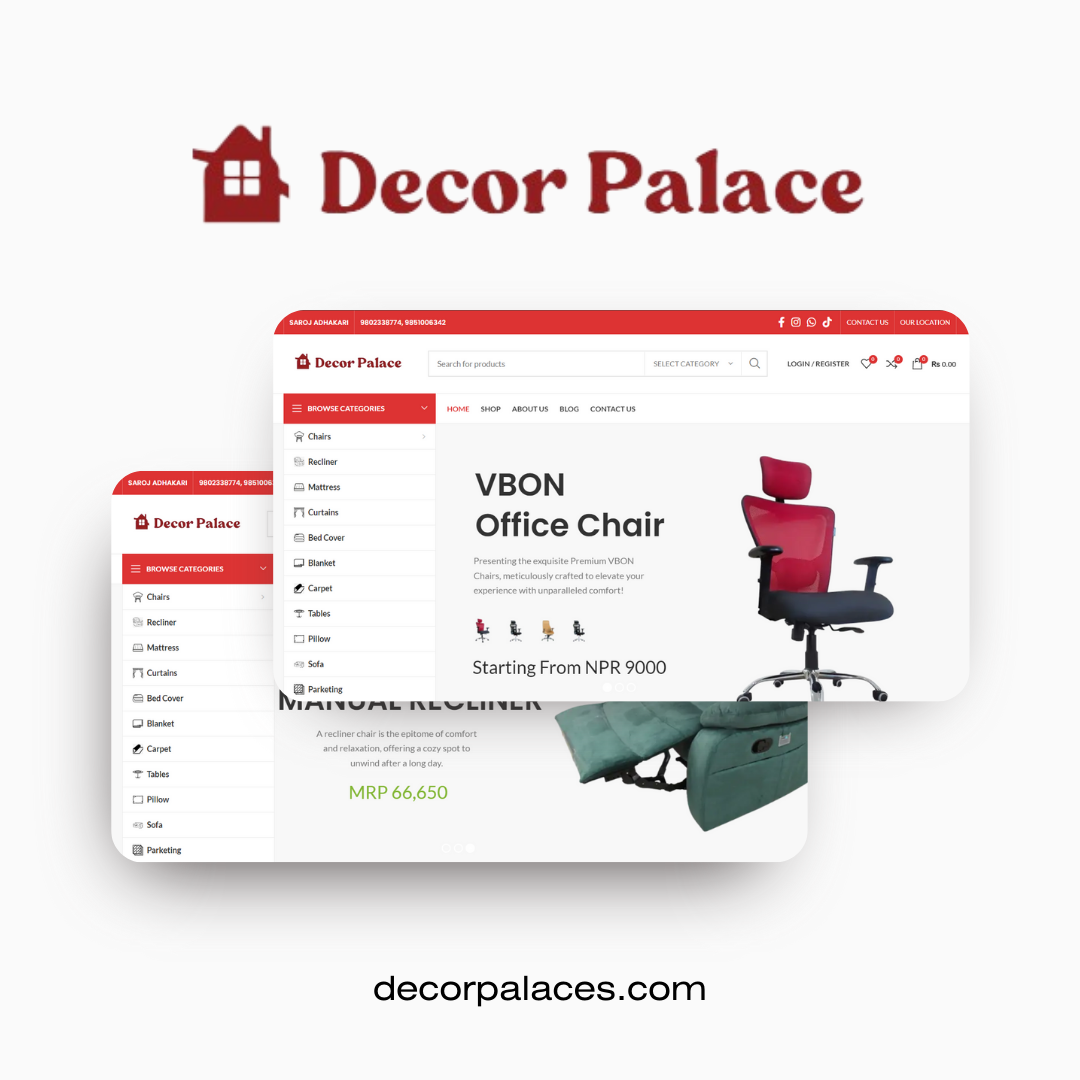 Decor Palace
SAROJ ADHAKARI 9802338774, 9851006342 CONTACT US OUR LOCATION
Decor Palace Search for products SELECT CATEGORY LOGIN / REGISTER 0 0 0 Rs 0.00
BROWSE CATEGORIES HOME SHOP ABOUT US BLOG CONTACT US
Chairs
Recliner
Mattress
Curtains
Bed Cover
Blanket
Carpet
Tables
Pillow
Sofa
Parketing
VBON
Office Chair
Presenting the exquisite Premium VBON
Chairs, meticulously crafted to elevate your
experience with unparalleled comfort!
Starting From NPR 9000
SAROJ ADHAKARI 9802338774, 9851006
Decor Palace
BROWSE CATEGORIES
Chairs
Recliner
Mattress
Curtains
Bed Cover
Blanket
Carpet
Tables
Pillow
Sofa
Parketing
MANUAL RECLINER
A recliner chair is the epitome of comfort
and relaxation, offering a cozy spot to
unwind after a long day.
MRP 66,650
decorpalaces.com